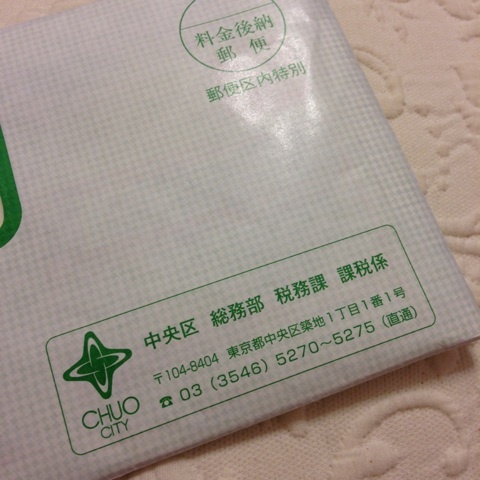 料金後納
郵便
郵便区内特別
中央区 総務部 税務課 課税係
〒104-8404 東京都中央区築地1丁目1番1号
☎ 03 (3546) 5270～5275 (直通)
CHUO
CITY